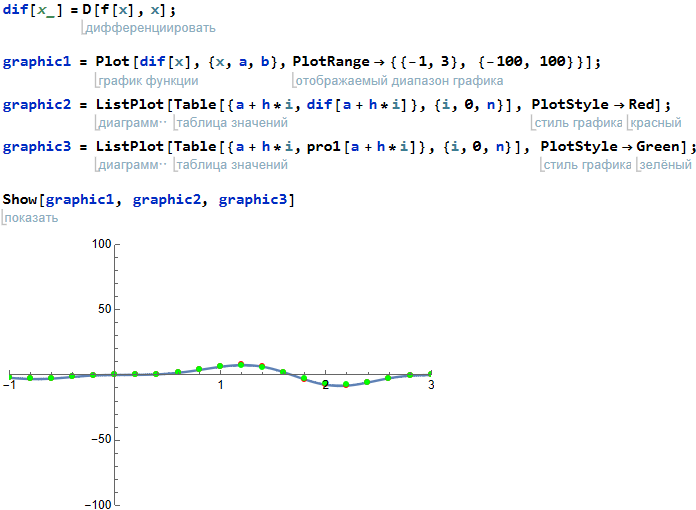 dif[x_] = D[f[x], x];
дифференциировать
graphic1 = Plot[dif[x], {x, a, b}, PlotRange → {{-1, 3}, {-100, 100}}];
график функции отображаемый диапазон графика
graphic2 = ListPlot[Table[{a + h * i, dif[a + h * i]}, {i, 0, n}], PlotStyle → Red];
диаграмм⋯ таблица значений стиль графика красный
graphic3 = ListPlot[Table[{a + h * i, pro1[a + h * i]}, {i, 0, n}], PlotStyle → Green];
диаграмм⋯ таблица значений стиль графика зелёный
Show[graphic1, graphic2, graphic3]
показать
100
50
-1 1 2 3
-50
-100